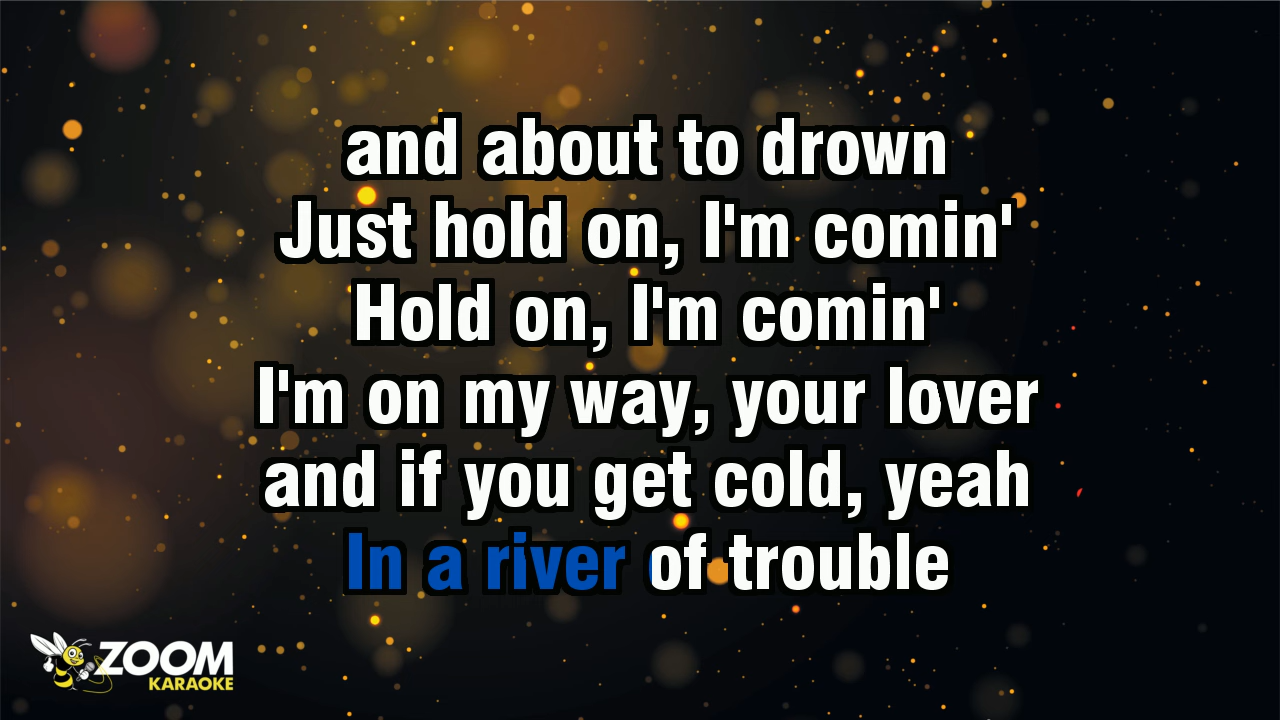 and about to drown
Just hold on, I'm comin'
Hold on, I'm comin'
I'm on my way, your lover
and if you get cold, yeah
In a river of trouble
ZOOM
KARAOKE